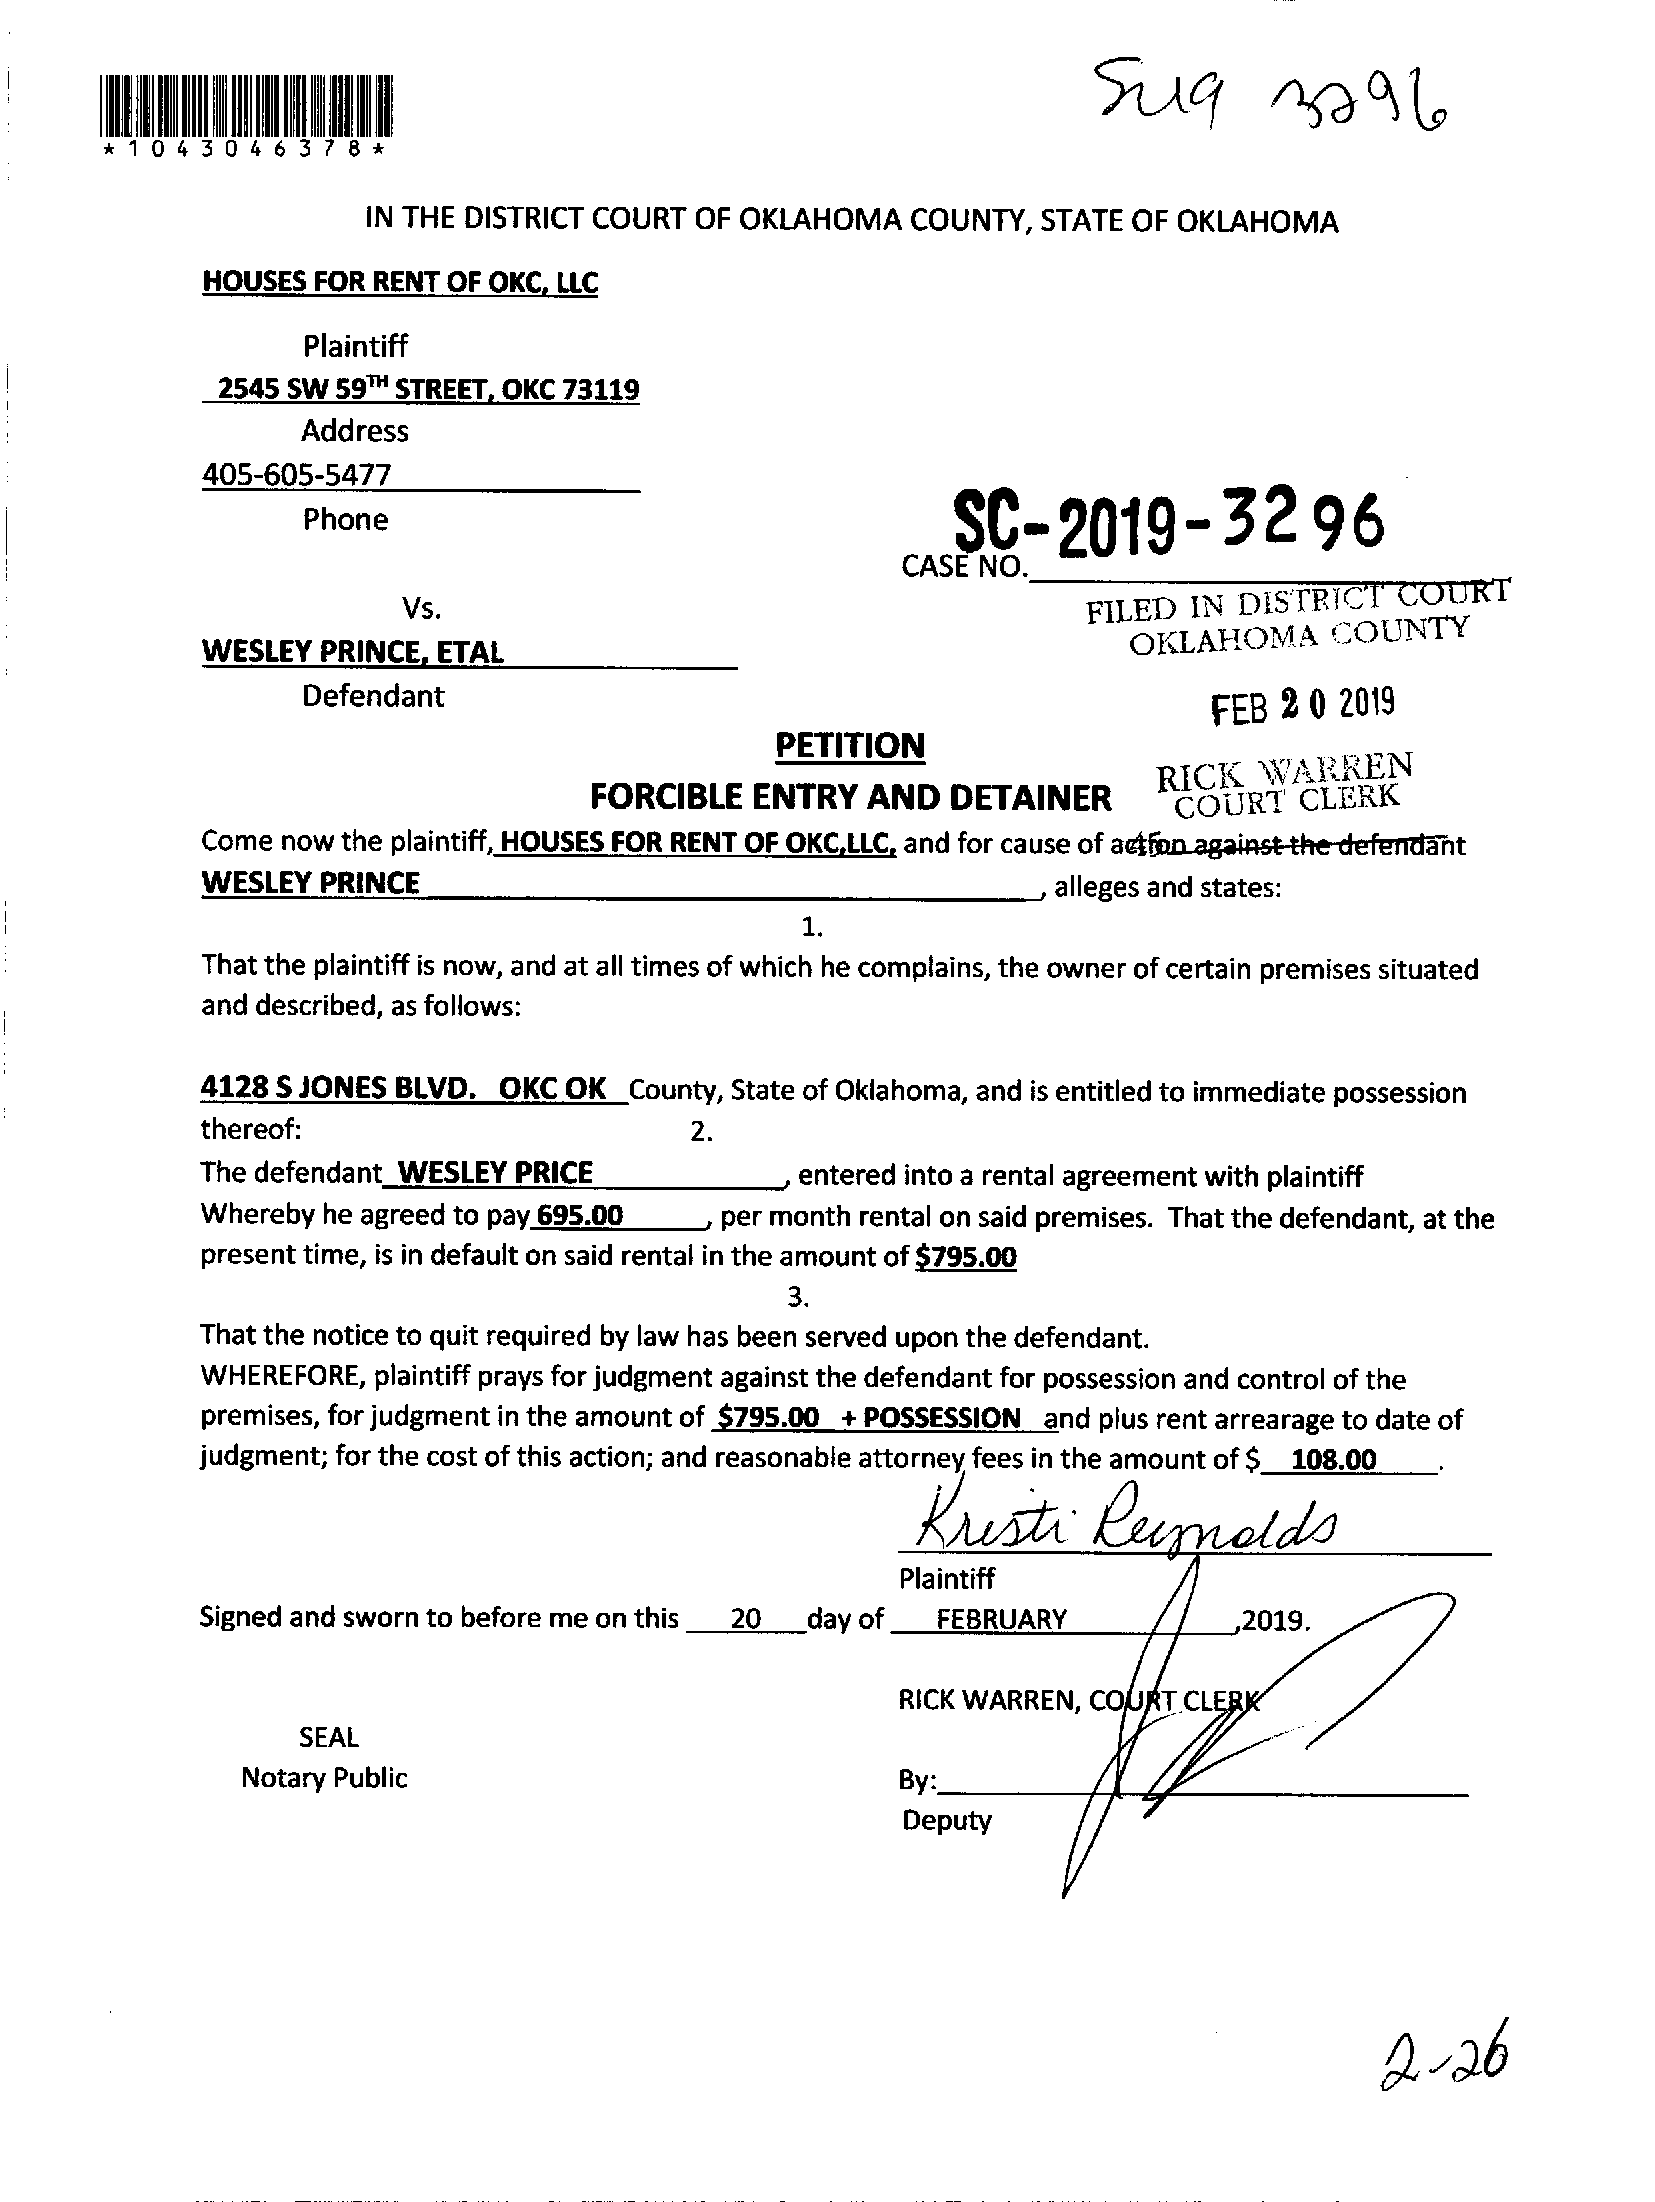 SC19 3296
*1043046378*
IN THE DISTRICT COURT OF OKLAHOMA COUNTY, STATE OF OKLAHOMA
HOUSES FOR RENT OF OKC, LLC
Plaintiff
2545 SW 59TH STREET, OKC 73119
Address
405-605-5477
Phone
SC-2019-3296
CASE NO.
FILED IN DISTRICT COURT
OKLAHOMA COUNTY
Vs.
WESLEY PRINCE, ETAL
Defendant
FEB 20 2019
PETITION
RICK WARREN
COURT CLERK
FORCIBLE ENTRY AND DETAINER
Come now the plaintiff, HOUSES FOR RENT OF OKC,LLC, and for cause of action against the defendant
WESLEY PRINCE , alleges and states:
1.
That the plaintiff is now, and at all times of which he complains, the owner of certain premises situated
and described, as follows:
4128 S JONES BLVD. OKC OK County, State of Oklahoma, and is entitled to immediate possession
thereof: 2.
The defendant WESLEY PRICE , entered into a rental agreement with plaintiff
Whereby he agreed to pay 695.00 , per month rental on said premises. That the defendant, at the
present time, is in default on said rental in the amount of $795.00
3.
That the notice to quit required by law has been served upon the defendant.
WHEREFORE, plaintiff prays for judgment against the defendant for possession and control of the
premises, for judgment in the amount of $795.00 + POSSESSION and plus rent arrearage to date of
judgment; for the cost of this action; and reasonable attorney fees in the amount of $ 108.00 .
Kristi Reynolds
Plaintiff
Signed and sworn to before me on this 20 day of FEBRUARY ,2019.
RICK WARREN, COURT CLERK
SEAL
Notary Public
By:
Deputy
2-26